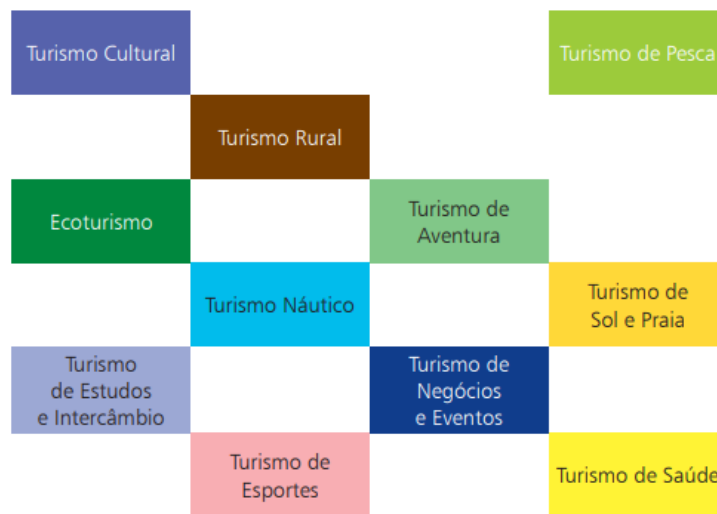 Turismo Cultural
Turismo de Pesca
Turismo Rural
Ecoturismo
Turismo de
Aventura
Turismo Náutico
Turismo de
Sol e Praia
Turismo
de Estudos
e Intercâmbio
Turismo de
Negócios
e Eventos
Turismo de
Esportes
Turismo de Saúde